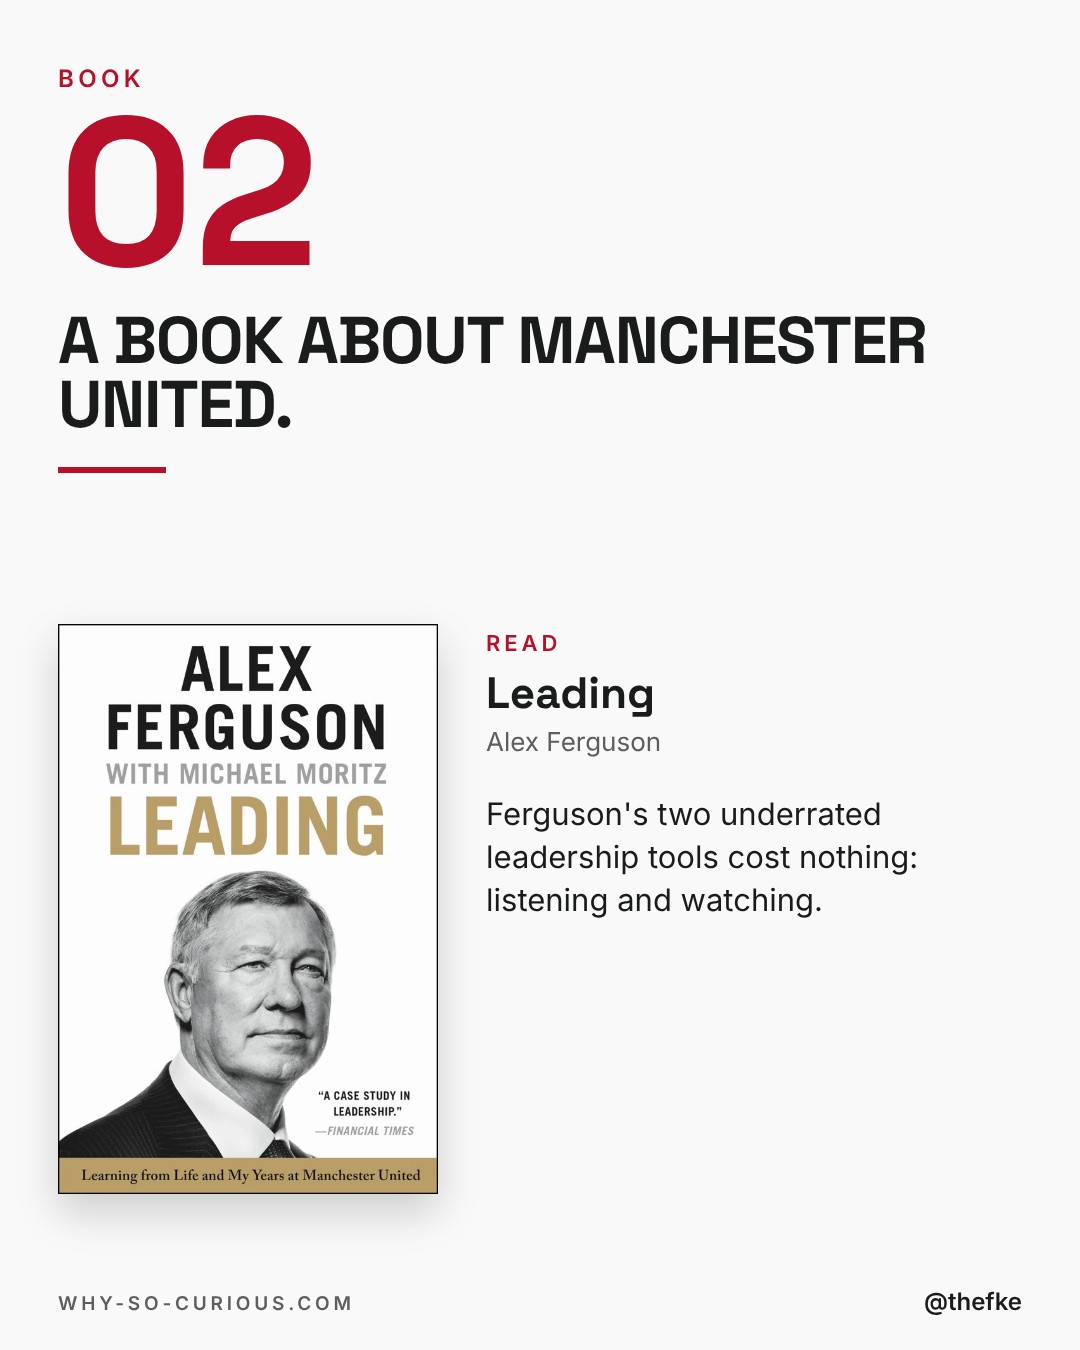 BOOK
02
A BOOK ABOUT MANCHESTER
UNITED.
ALEX
FERGUSON
WITH MICHAEL MORITZ
LEADING
“A CASE STUDY IN
LEADERSHIP.”
—FINANCIAL TIMES
Learning from Life and My Years at Manchester United
READ
Leading
Alex Ferguson
Ferguson's two underrated
leadership tools cost nothing:
listening and watching.
WHY-SO-CURIOUS.COM
@thefke